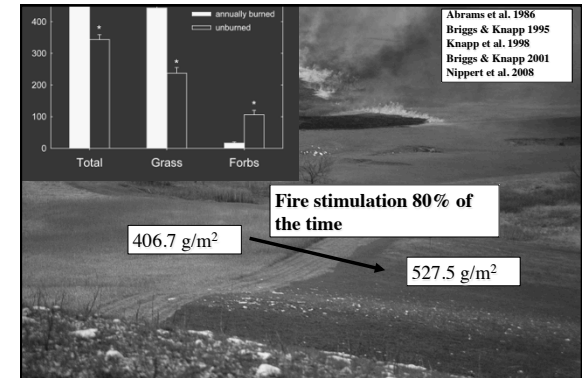 annually burned
unburned
400
300
200
100
0
*
*
*
Total Grass Forbs
Abrams et al. 1986
Briggs & Knapp 1995
Knapp et al. 1998
Briggs & Knapp 2001
Nippert et al. 2008
Fire stimulation 80% of
the time
406.7 g/m²
527.5 g/m²